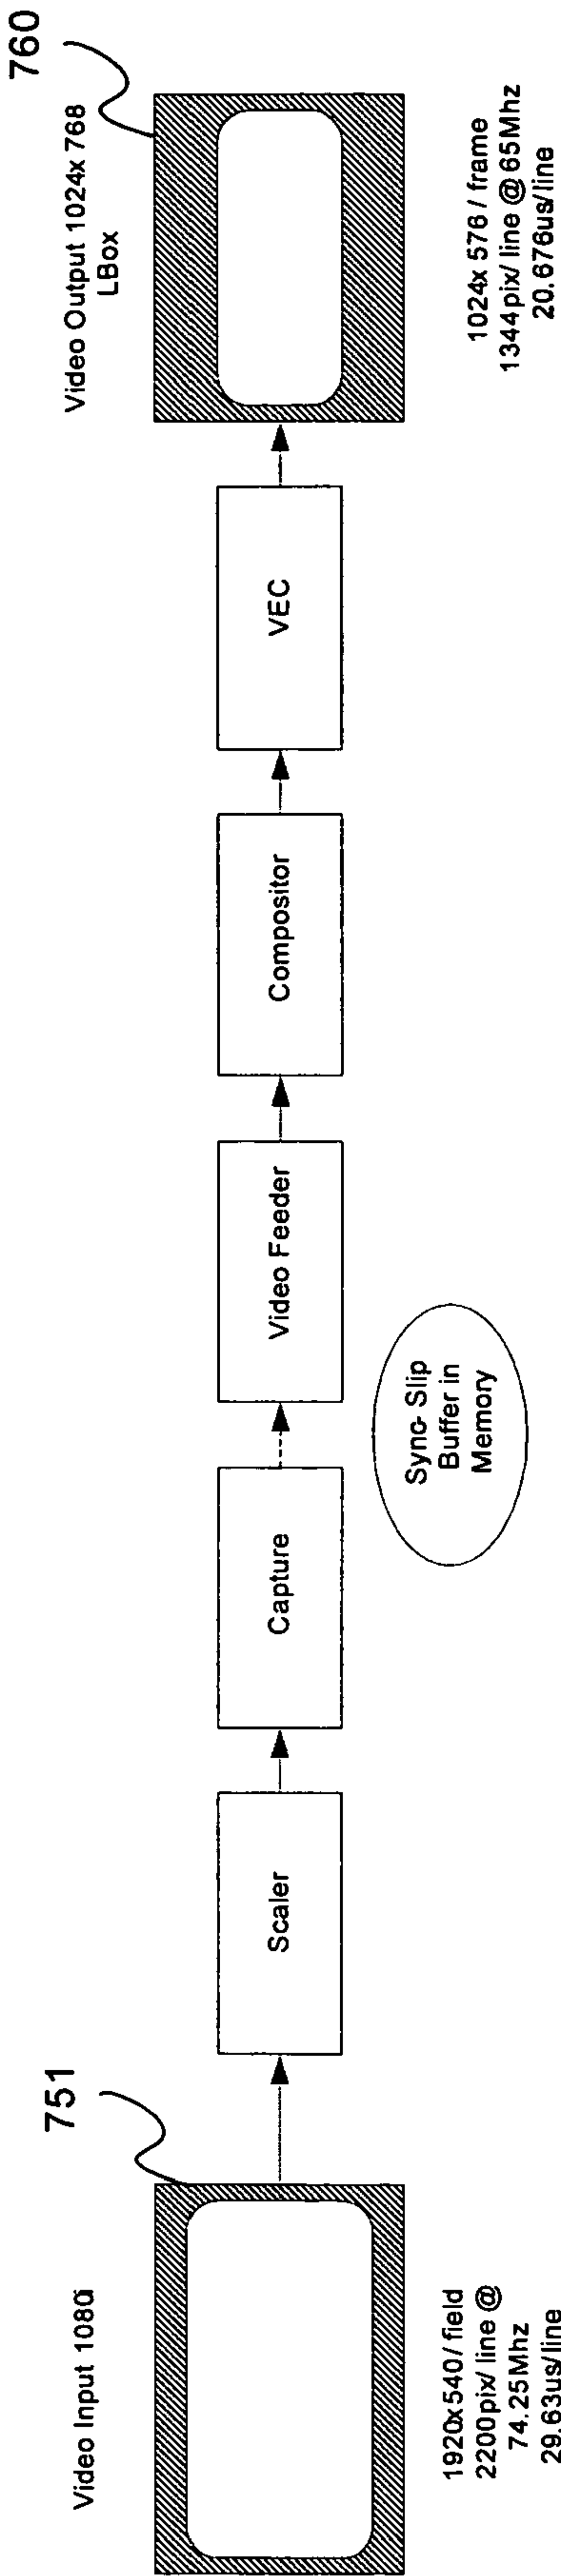 751
Video Input 1080i
1920x540/ field
2200pix/ line @
74.25Mhz
29.63us/line
Scaler
Capture
Sync-Slip
Buffer in
Memory
Video Feeder
Compositor
VEC
760
Video Output 1024x 768
LBox
1024x 576 / frame
1344pix/ line @ 65Mhz
20.676us/line